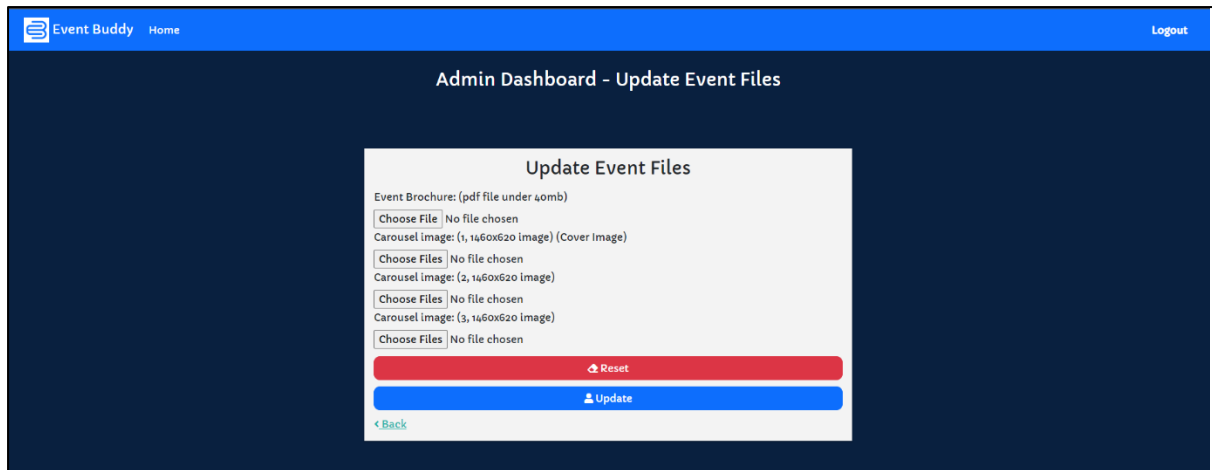 Event Buddy Home Logout
Admin Dashboard - Update Event Files
Update Event Files
Event Brochure: (pdf file under 40mb)
Choose File No file chosen
Carousel image: (1, 1460x620 image) (Cover Image)
Choose Files No file chosen
Carousel image: (2, 1460x620 image)
Choose Files No file chosen
Carousel image: (3, 1460x620 image)
Choose Files No file chosen
Reset
Update
Back